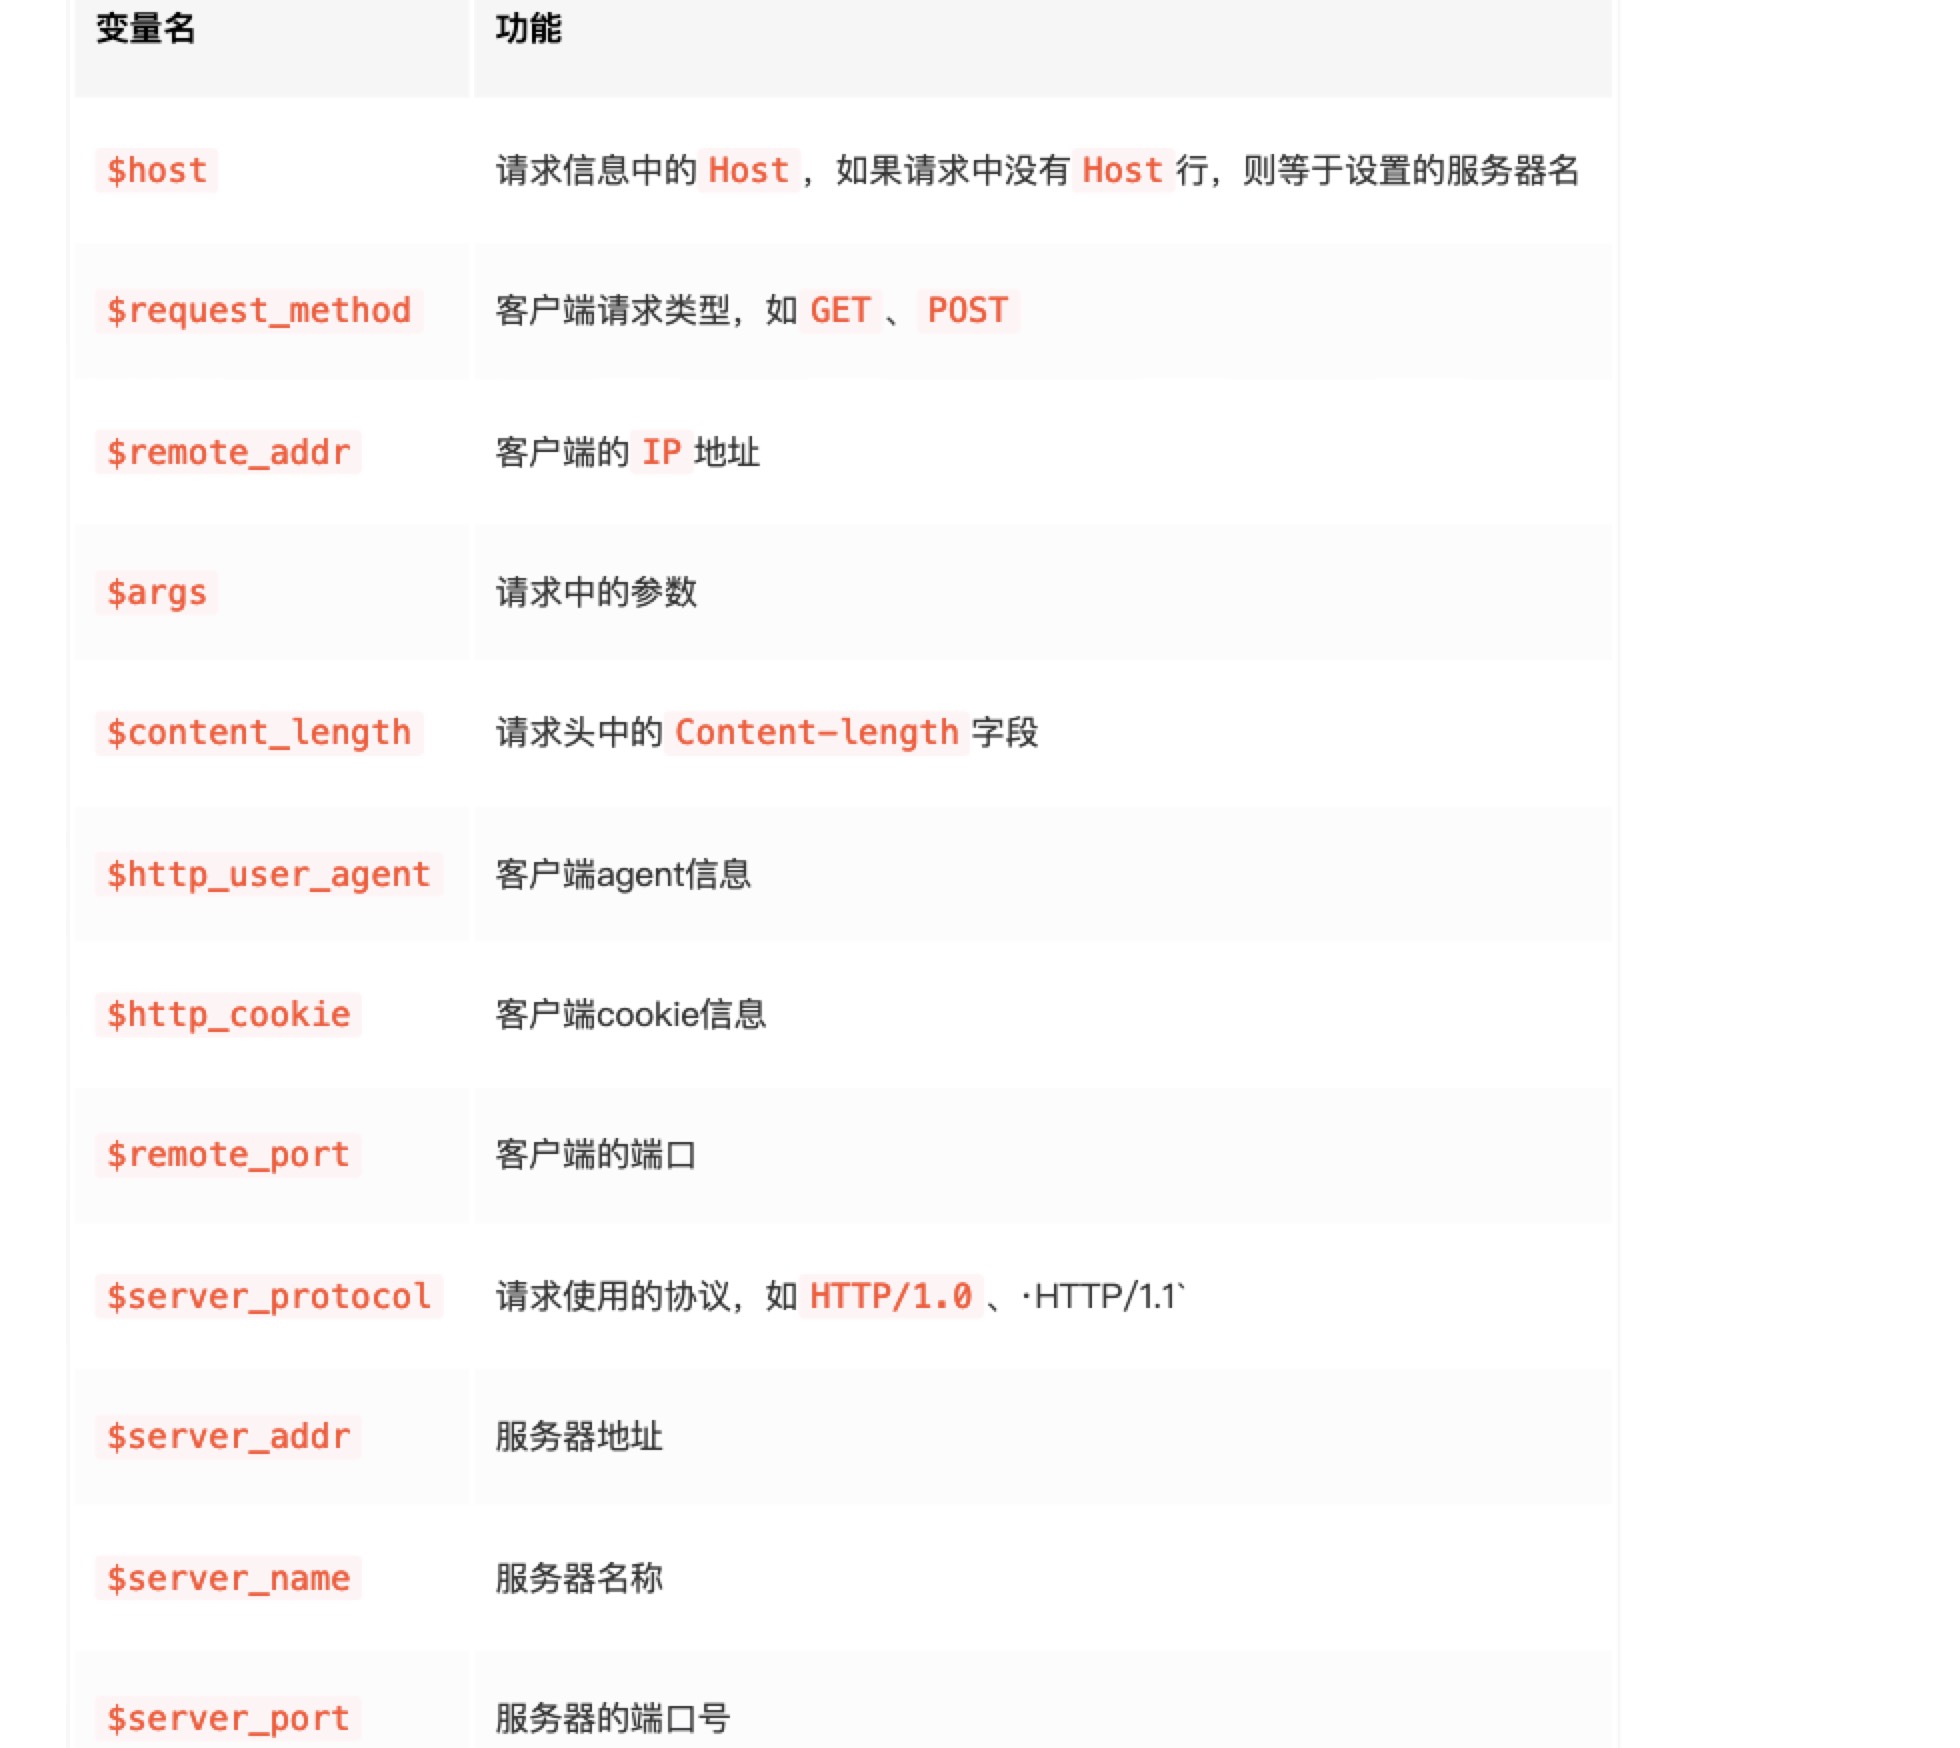 变量名 功能
$host 请求信息中的 Host ，如果请求中没有 Host 行，则等于设置的服务器名
$request_method 客户端请求类型，如 GET 、 POST
$remote_addr 客户端的 IP 地址
$args 请求中的参数
$content_length 请求头中的 Content-length 字段
$http_user_agent 客户端agent信息
$http_cookie 客户端cookie信息
$remote_port 客户端的端口
$server_protocol 请求使用的协议，如 HTTP/1.0 、·HTTP/1.1`
$server_addr 服务器地址
$server_name 服务器名称
$server_port 服务器的端口号